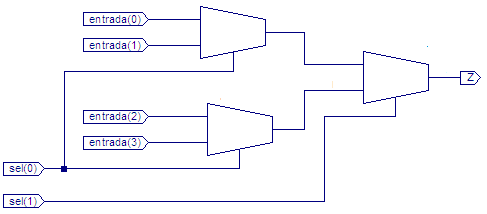 entrada(0)
entrada(1)
Z
entrada(2)
entrada(3)
sel(0)
sel(1)